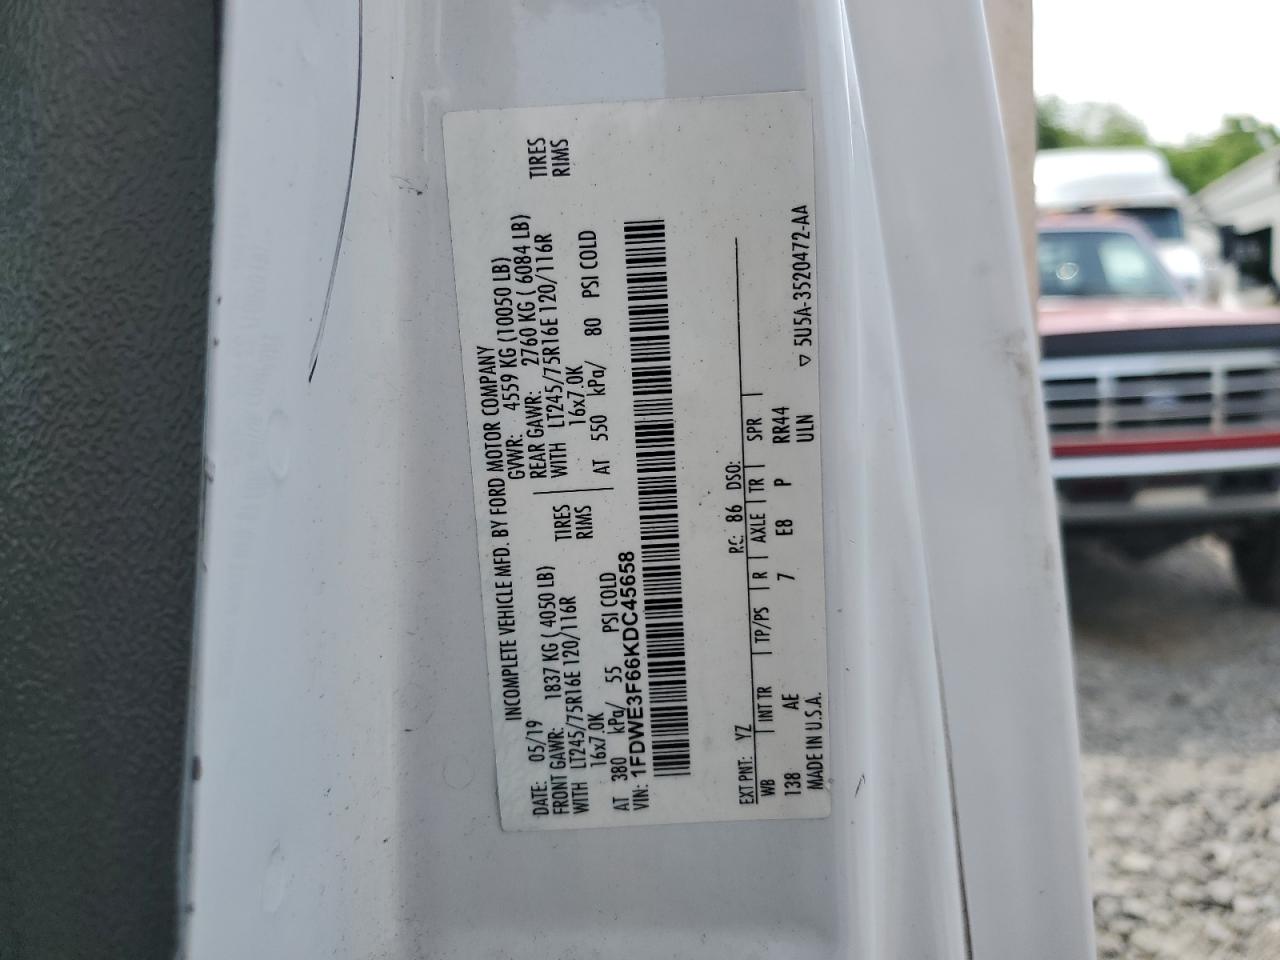 INCOMPLETE VEHICLE MFD. BY FORD MOTOR COMPANY
DATE: 05/19 GVWR: 4559 KG (10050 LB)
FRONT GAWR: 1837 KG ( 4050 LB) REAR GAWR: 2760 KG ( 6084 LB)
WITH LT245/75R16E 120/116R TIRES WITH LT245/75R16E 120/116R TIRES
16x7.0K RIMS 16x7.0K RIMS
AT 380 kPa/ 55 PSI COLD AT 550 kPa/ 80 PSI COLD
VIN: 1FDWE3F66KDC45658
EXT PNT: YZ RC: 86 DSO:
WB INT TR TP/PS R AXLE TR SPR
138 AE 7 E8 P RR44
MADE IN U.S.A. ULN ▽ 5U5A-3520472-AA